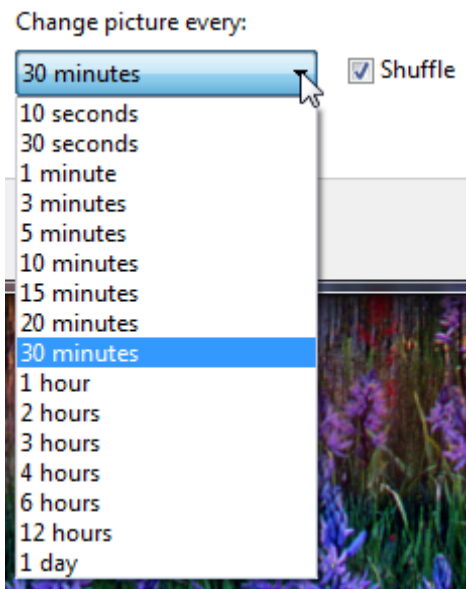 Change picture every:
30 minutes
Shuffle
10 seconds
30 seconds
1 minute
3 minutes
5 minutes
10 minutes
15 minutes
20 minutes
30 minutes
1 hour
2 hours
3 hours
4 hours
6 hours
12 hours
1 day